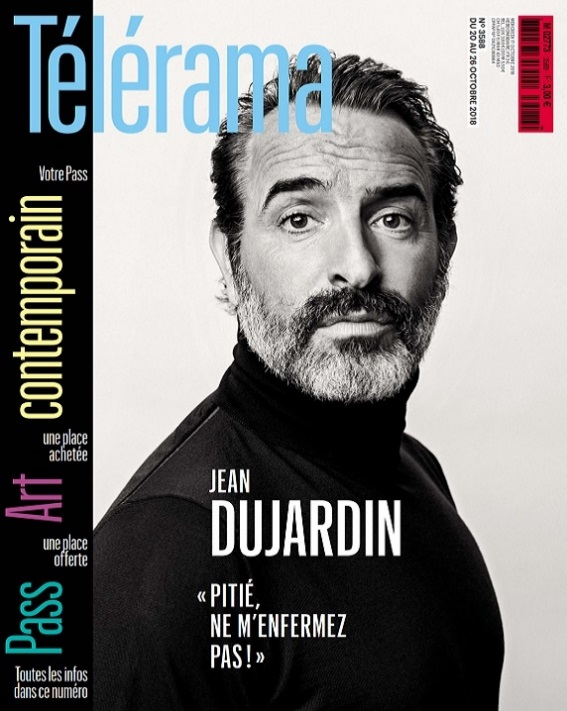 Télérama
N° 3588
DU 20 AU 26 OCTOBRE 2018
Votre Pass
contemporain
une place
achetée
Art
une place
offerte
Pass
Toutes les infos
dans ce numéro
JEAN
DUJARDIN
« PITIÉ,
NE M'ENFERMEZ
PAS ! »